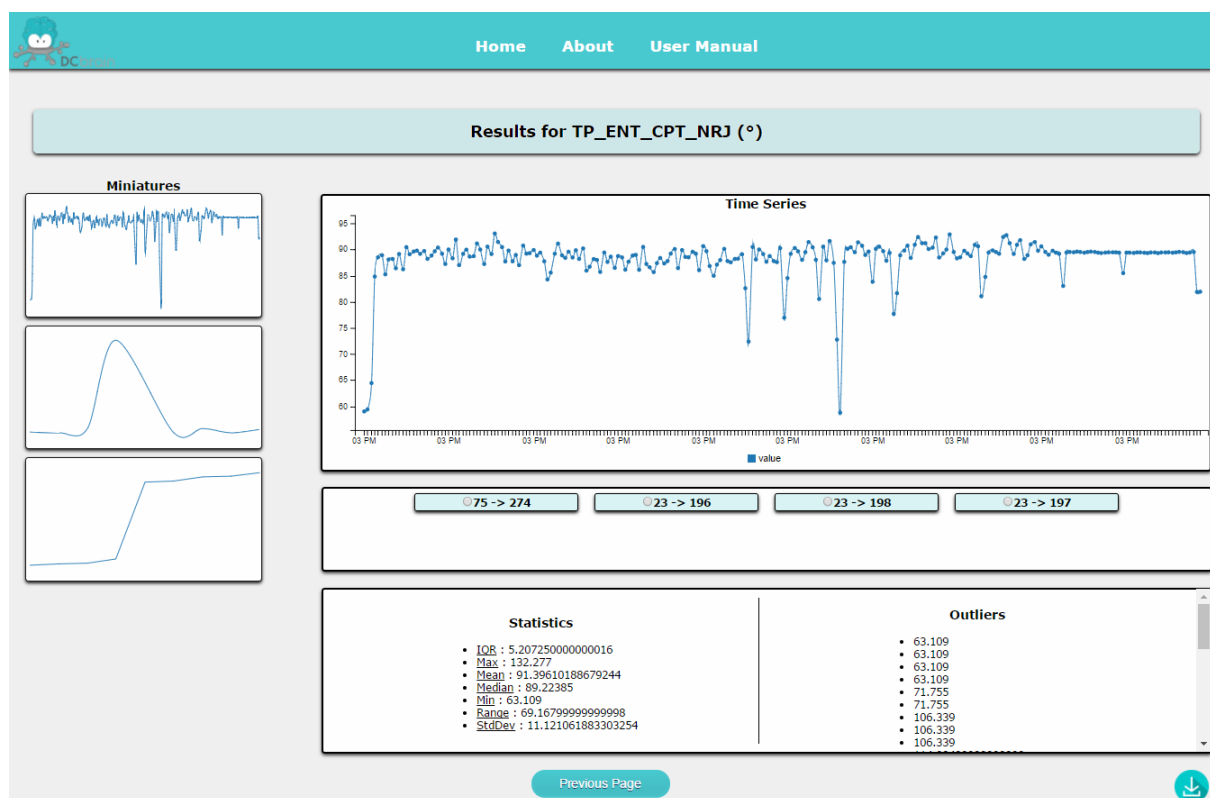 DC
Home About User Manual
Results for TP_ENT_CPT_NRJ (°)
Miniatures
Time Series
95
90
85
80
75
70
65
60
03 PM 03 PM 03 PM 03 PM 03 PM 03 PM 03 PM 03 PM 03 PM 03 PM
value
75 -> 274 23 -> 196 23 -> 198 23 -> 197
Statistics
IQR : 5.207250000000016
Max : 132.277
Mean : 91.39610188679244
Median : 89.22385
Min : 63.109
Range : 69.16799999999998
StdDev : 11.121061883303254
Outliers
63.109
63.109
63.109
63.109
71.755
71.755
106.339
106.339
106.339
Previous Page